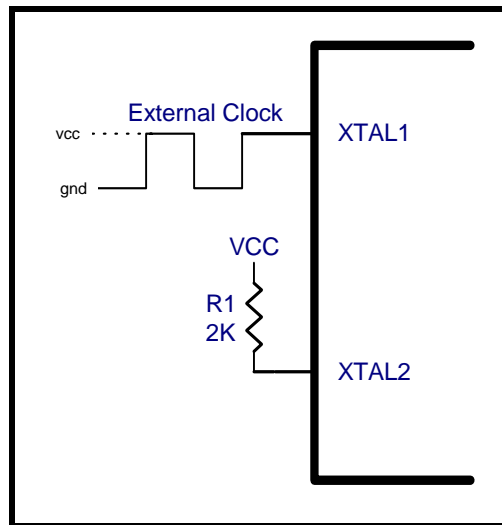 External Clock
vcc
XTAL1
gnd
VCC
R1
2K
XTAL2